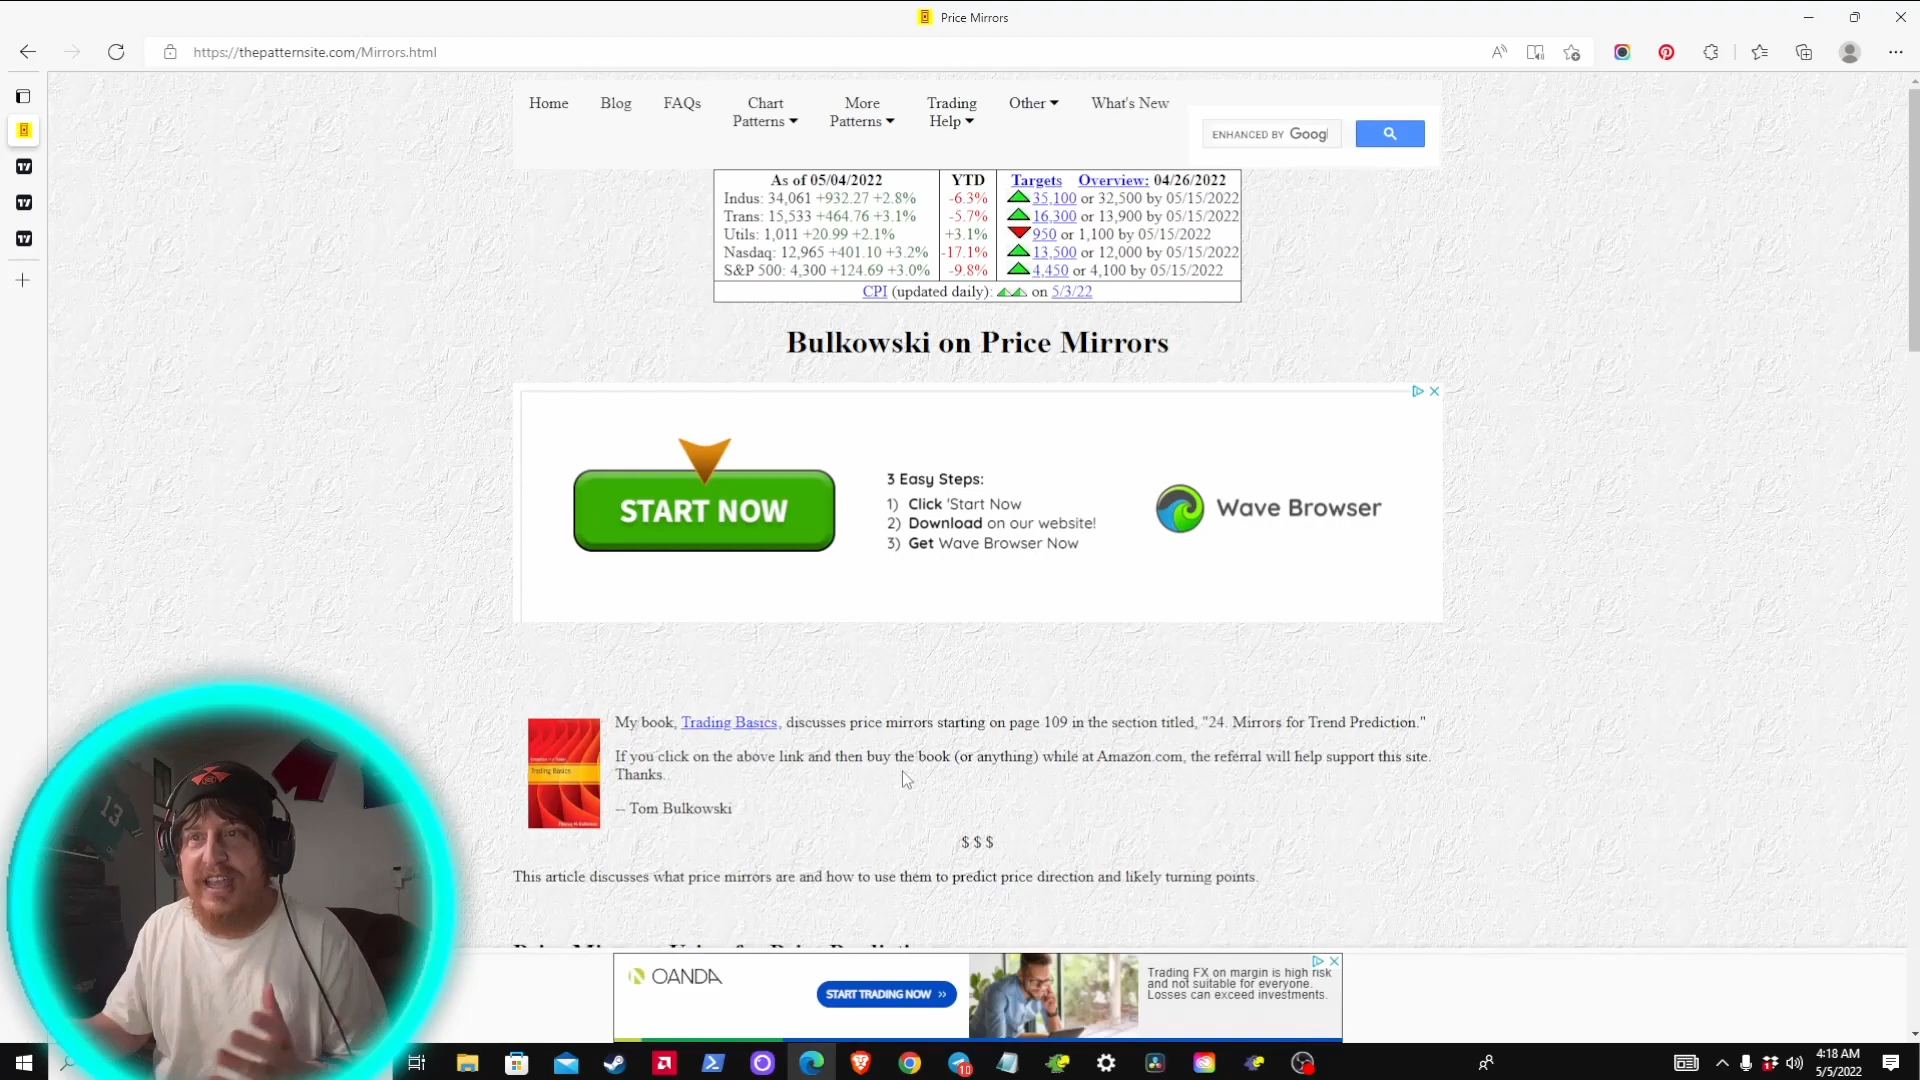 Price Mirrors
https://thepatternsite.com/Mirrors.html
Home Blog FAQs Chart Patterns More Patterns Trading Help Other What's New
ENHANCED BY Googl
As of 05/04/2022 YTD Targets Overview: 04/26/2022
Indus: 34,061 +932.27 +2.8% -6.3% 35,100 or 32,500 by 05/15/2022
Trans: 15,533 +464.76 +3.1% -5.7% 16,300 or 13,900 by 05/15/2022
Utils: 1,011 +20.99 +2.1% +3.1% 950 or 1,100 by 05/15/2022
Nasdaq: 12,965 +401.10 +3.2% -17.1% 13,500 or 12,000 by 05/15/2022
S&P 500: 4,300 +124.69 +3.0% -9.8% 4,450 or 4,100 by 05/15/2022
CPI (updated daily): on 5/3/22
Bulkowski on Price Mirrors
START NOW
3 Easy Steps:
1) Click 'Start Now
2) Download on our website!
3) Get Wave Browser Now
Wave Browser
My book, Trading Basics, discusses price mirrors starting on page 109 in the section titled, "24. Mirrors for Trend Prediction."
If you click on the above link and then buy the book (or anything) while at Amazon.com, the referral will help support this site.
Thanks.
-- Tom Bulkowski
Trading Basics
$ $ $
This article discusses what price mirrors are and how to use them to predict price direction and likely turning points.
13
OANDA
START TRADING NOW »
Trading FX on margin is high risk
and not suitable for everyone.
Losses can exceed investments.
10
4:18 AM
5/5/2022